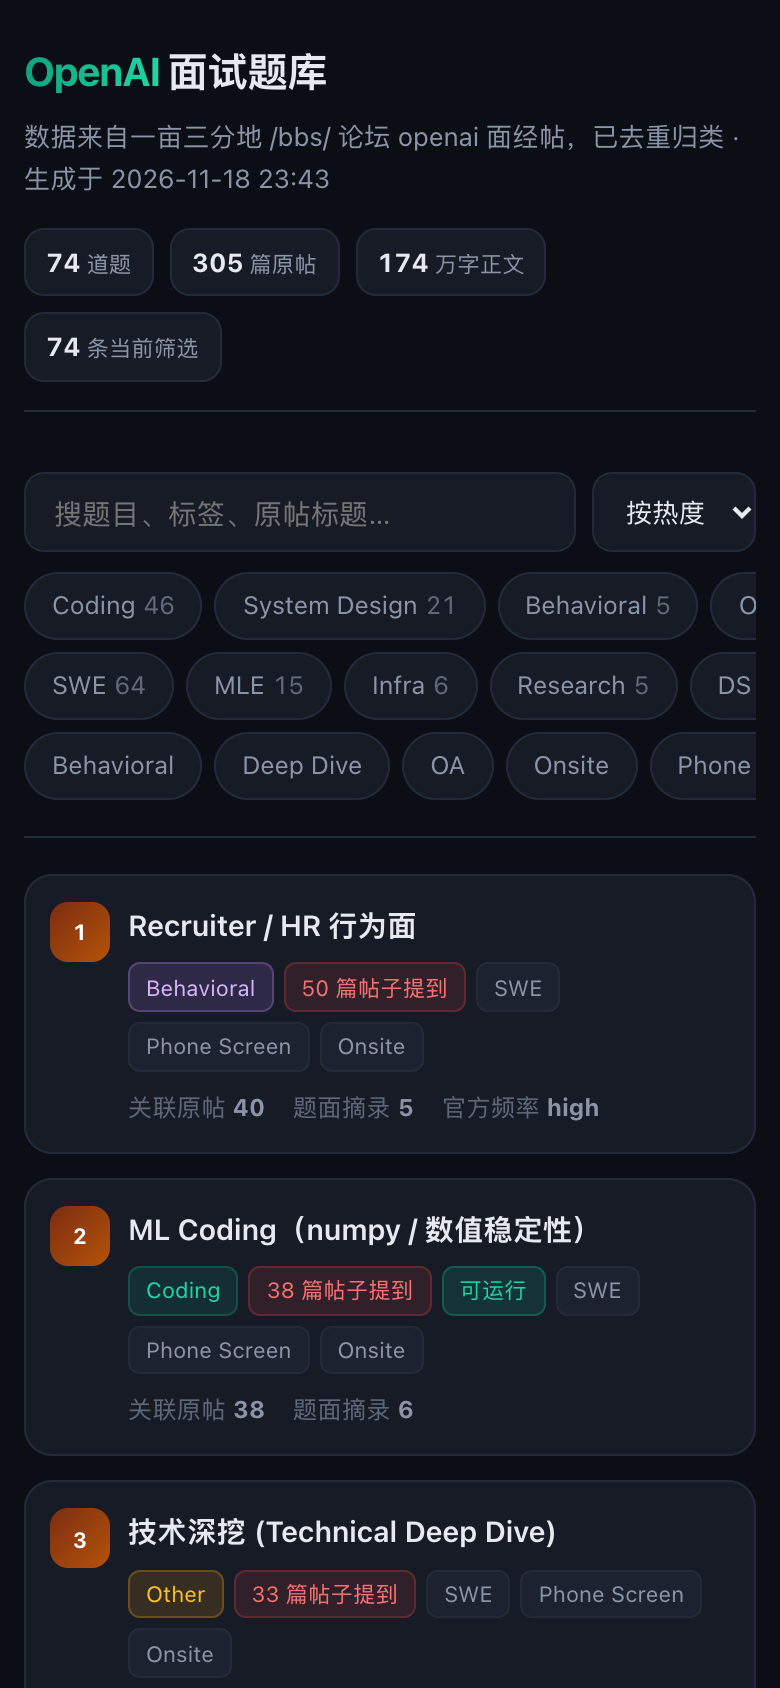 OpenAI 面试题库
数据来自一亩三分地 /bbs/ 论坛 openai 面经帖，已去重归类 ·
生成于 2026-11-18 23:43
74 道题 305 篇原帖 174 万字正文
74 条当前筛选
搜题目、标签、原帖标题... 按热度
Coding 46 System Design 21 Behavioral 5 O
SWE 64 MLE 15 Infra 6 Research 5 DS
Behavioral Deep Dive OA Onsite Phone
1 Recruiter / HR 行为面
Behavioral 50 篇帖子提到 SWE
Phone Screen Onsite
关联原帖 40 题面摘录 5 官方频率 high
2 ML Coding（numpy / 数值稳定性）
Coding 38 篇帖子提到 可运行 SWE
Phone Screen Onsite
关联原帖 38 题面摘录 6
3 技术深挖 (Technical Deep Dive)
Other 33 篇帖子提到 SWE Phone Screen
Onsite